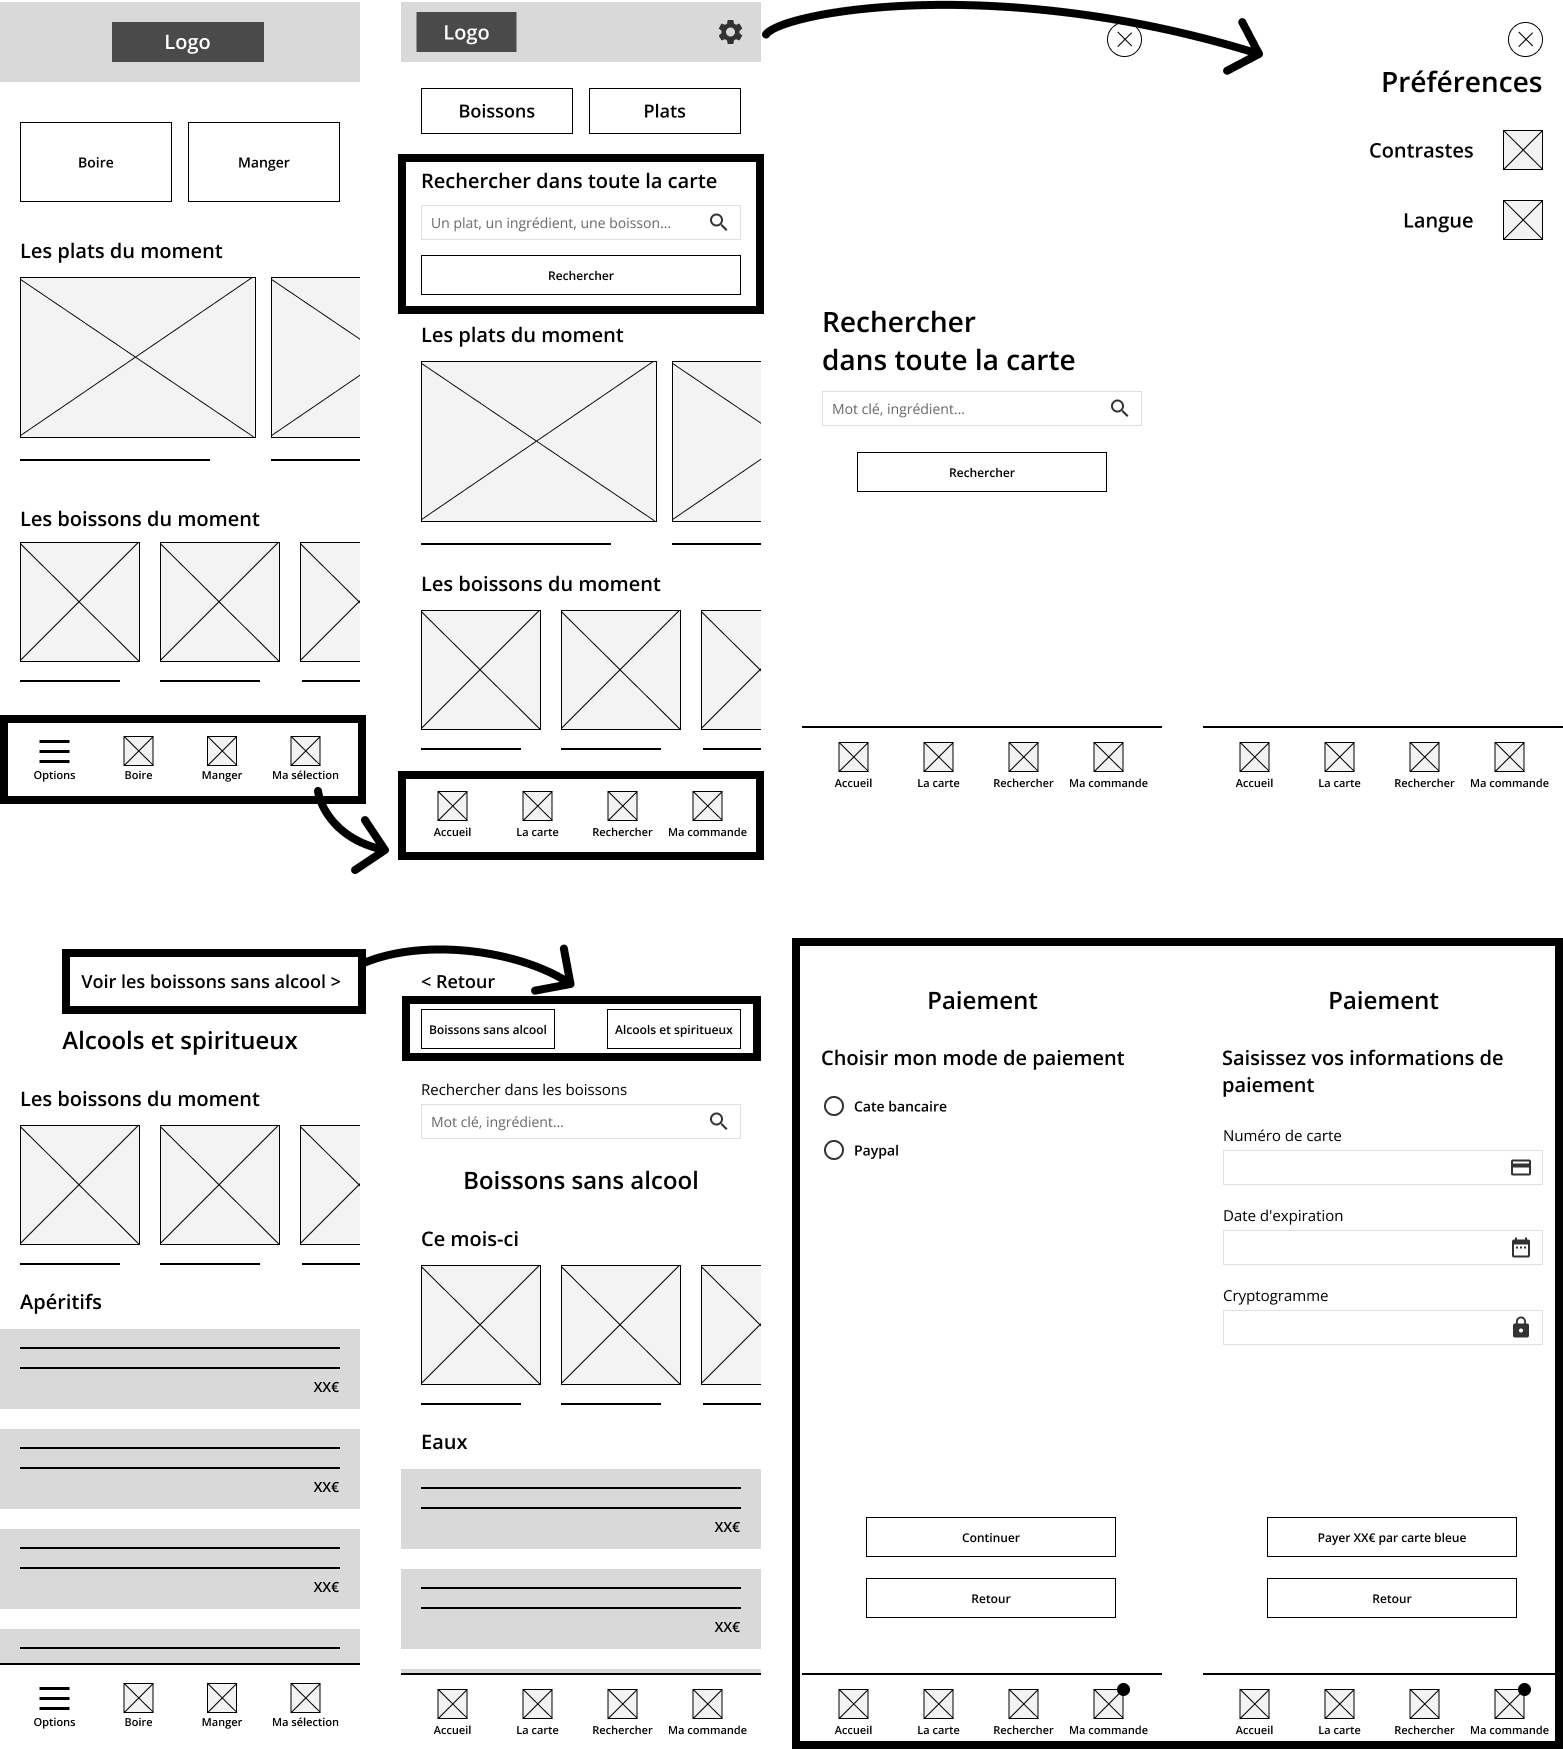 Logo
Boire
Manger
Les plats du moment
Les boissons du moment
Options
Boire
Manger
Ma sélection
Logo
Boissons
Plats
Rechercher dans toute la carte
Un plat, un ingrédient, une boisson...
Rechercher
Les plats du moment
Les boissons du moment
Accueil
La carte
Rechercher
Ma commande
Rechercher
dans toute la carte
Mot clé, ingrédient...
Rechercher
Accueil
La carte
Rechercher
Ma commande
Préférences
Contrastes
Langue
Accueil
La carte
Rechercher
Ma commande
Voir les boissons sans alcool >
Alcools et spiritueux
Les boissons du moment
Apéritifs
XX€
XX€
XX€
Options
Boire
Manger
Ma sélection
< Retour
Boissons sans alcool
Alcools et spiritueux
Rechercher dans les boissons
Mot clé, ingrédient...
Boissons sans alcool
Ce mois-ci
Eaux
XX€
XX€
Accueil
La carte
Rechercher
Ma commande
Paiement
Choisir mon mode de paiement
Cate bancaire
Paypal
Continuer
Retour
Accueil
La carte
Rechercher
Ma commande
Paiement
Saisissez vos informations de
paiement
Numéro de carte
Date d'expiration
Cryptogramme
Payer XX€ par carte bleue
Retour
Accueil
La carte
Rechercher
Ma commande